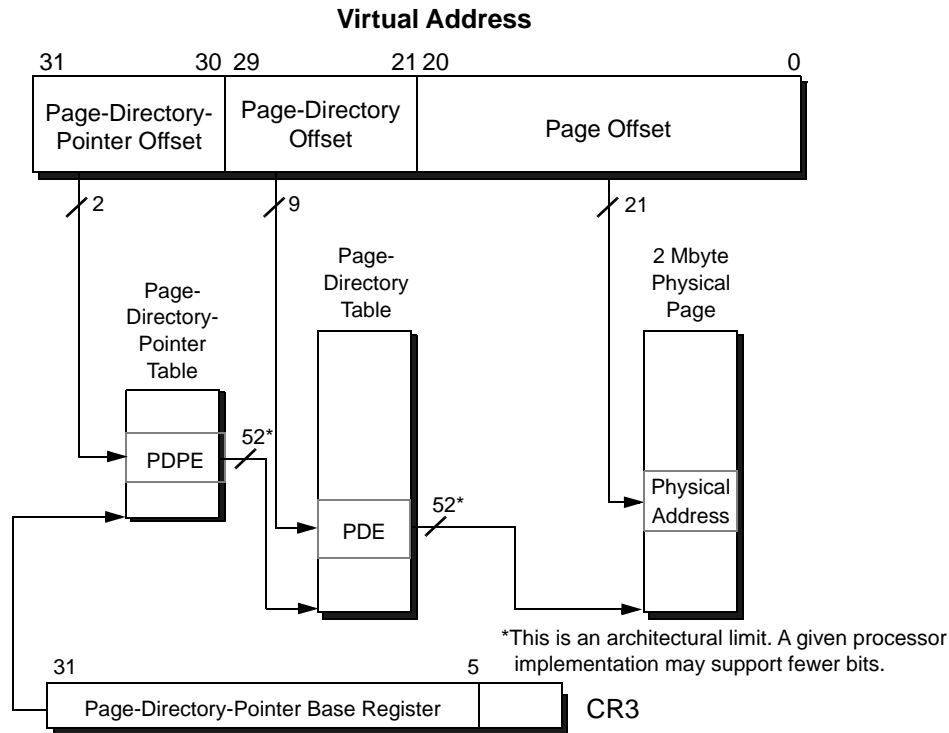 Virtual Address
31 30 29 21 20 0
Page-Directory-
Pointer Offset
Page-Directory
Offset
Page Offset
2
9
21
Page-
Directory-
Pointer
Table
Page-
Directory
Table
2 Mbyte
Physical
Page
PDPE
52*
PDE
52*
Physical
Address
*This is an architectural limit. A given processor
implementation may support fewer bits.
31 5
Page-Directory-Pointer Base Register
CR3